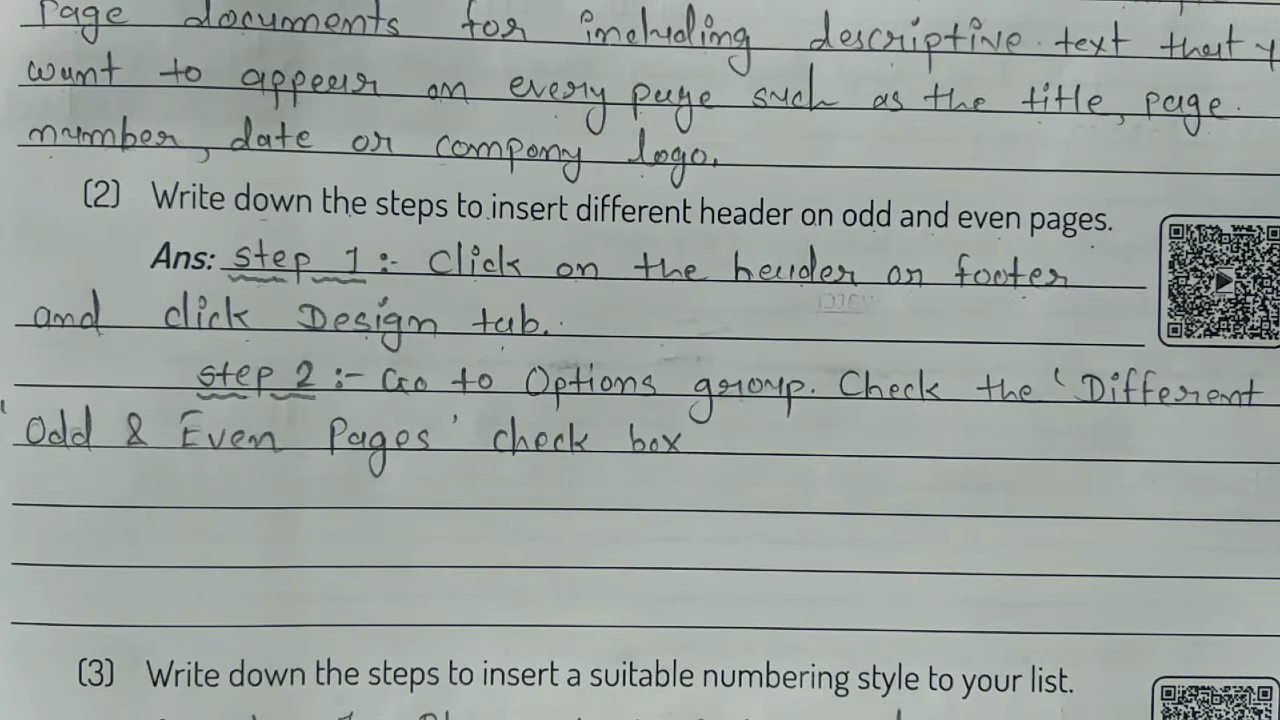 Page documents for including descriptive text that y
want to appear on every page such as the title, page.
number, date or company logo.
(2) Write down the steps to insert different header on odd and even pages.
Ans: step 1 :- Click on the header or footer
and click Design tab.
step 2 :- Go to Options group. Check the 'Different
'Odd & Even Pages' check box
(3) Write down the steps to insert a suitable numbering style to your list.